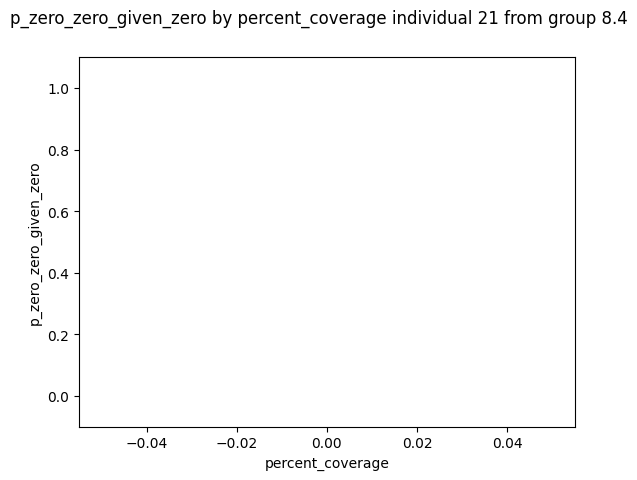 p_zero_zero_given_zero by percent_coverage individual 21 from group 8.4
1.0
0.8
0.6
0.4
0.2
0.0
p_zero_zero_given_zero
−0.04 −0.02 0.00 0.02 0.04
percent_coverage